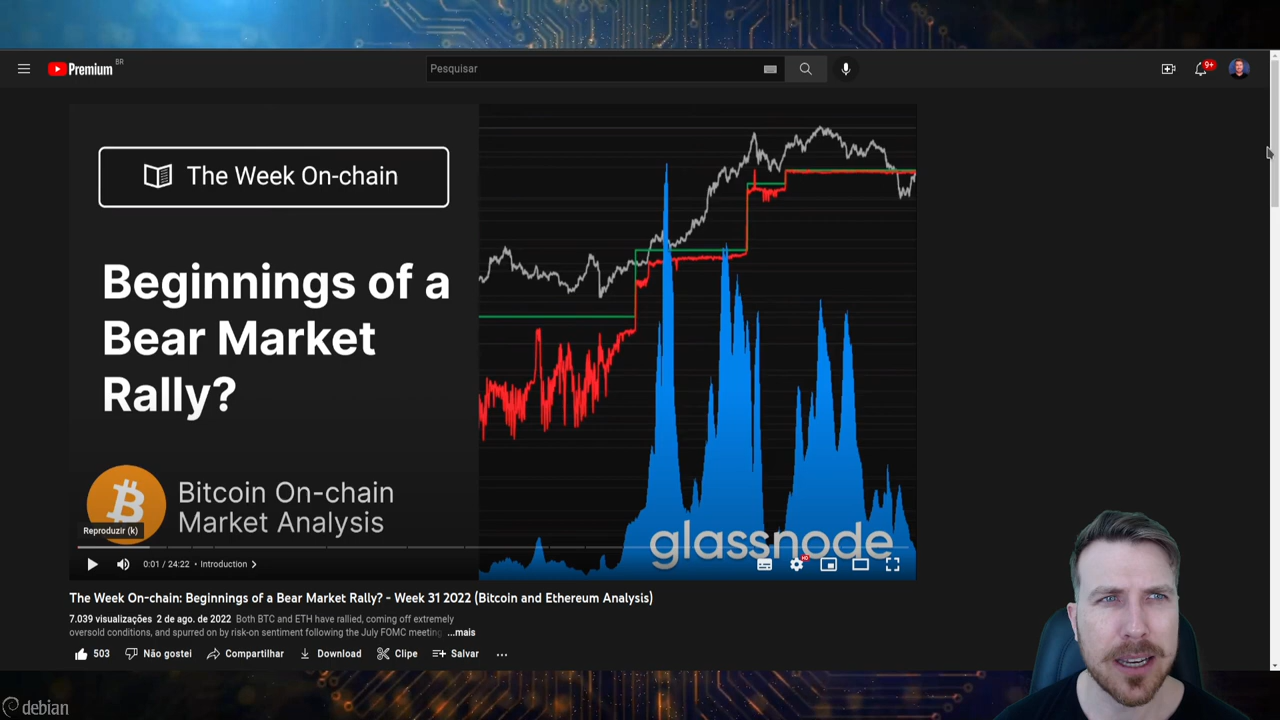 Premium BR
Pesquisar
9+
The Week On-chain
Beginnings of a
Bear Market
Rally?
Bitcoin On-chain
Market Analysis
glassnode
Reproduzir (k)
HD
0:01 / 24:22 • Introduction
The Week On-chain: Beginnings of a Bear Market Rally? - Week 31 2022 (Bitcoin and Ethereum Analysis)
7.039 visualizações 2 de ago. de 2022 Both BTC and ETH have rallied, coming off extremely
oversold conditions, and spurred on by risk-on sentiment following the July FOMC meeting ...mais
503 Não gostei Compartilhar Download Clipe Salvar ...
debian